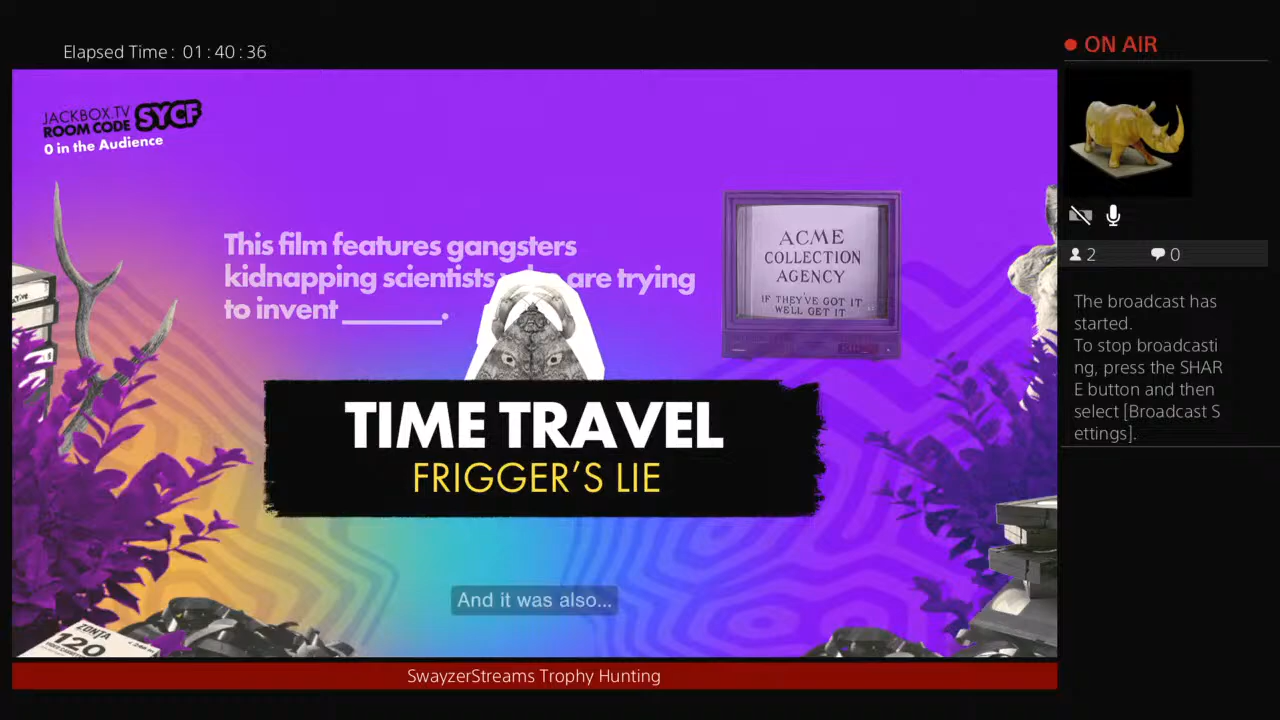 Elapsed Time: 01:40:36
ON AIR
JACKBOX.TV
ROOM CODE SYCF
0 in the Audience
This film features gangsters
kidnapping scientists are trying
to invent ______.
ACME
COLLECTION
AGENCY
IF THEY'VE GOT IT
WE'LL GET IT
TIME TRAVEL
FRIGGER'S LIE
And it was also...
ZONTA
120
2
0
The broadcast has
started.
To stop broadcasti
ng, press the SHAR
E button and then
select [Broadcast S
ettings].
SwayzerStreams Trophy Hunting